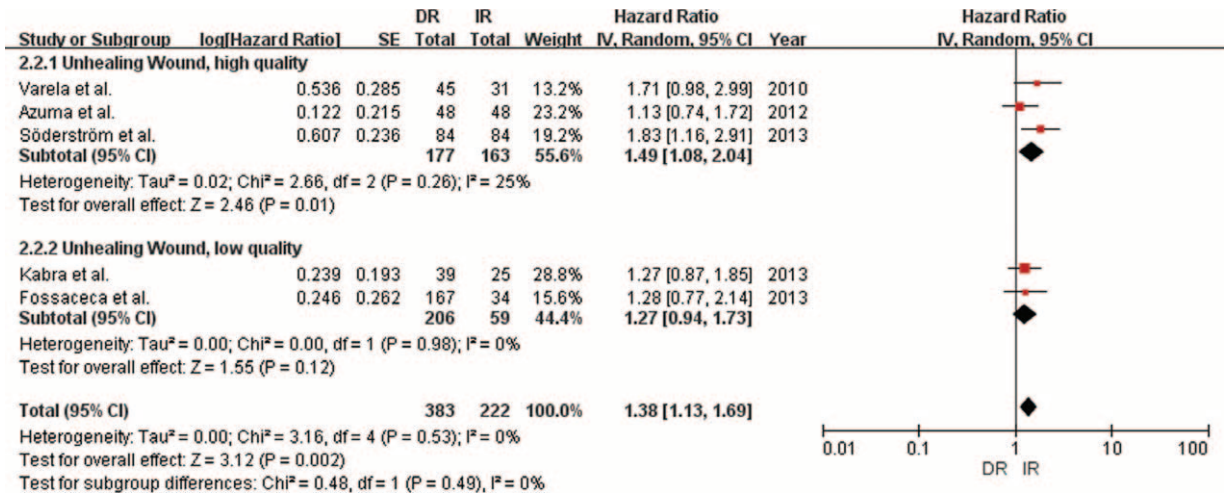 DR IR Hazard Ratio Hazard Ratio
Study or Subgroup log[Hazard Ratio] SE Total Total Weight IV, Random, 95% CI Year IV, Random, 95% CI
2.2.1 Unhealing Wound, high quality
Varela et al. 0.536 0.285 45 31 13.2% 1.71 [0.98, 2.99] 2010
Azuma et al. 0.122 0.215 48 48 23.2% 1.13 [0.74, 1.72] 2012
Söderström et al. 0.607 0.236 84 84 19.2% 1.83 [1.16, 2.91] 2013
Subtotal (95% CI) 177 163 55.6% 1.49 [1.08, 2.04]
Heterogeneity: Tau² = 0.02; Chi² = 2.66, df = 2 (P = 0.26); I² = 25%
Test for overall effect: Z = 2.46 (P = 0.01)
2.2.2 Unhealing Wound, low quality
Kabra et al. 0.239 0.193 39 25 28.8% 1.27 [0.87, 1.85] 2013
Fossaceca et al. 0.246 0.262 167 34 15.6% 1.28 [0.77, 2.14] 2013
Subtotal (95% CI) 206 59 44.4% 1.27 [0.94, 1.73]
Heterogeneity: Tau² = 0.00; Chi² = 0.00, df = 1 (P = 0.98); I² = 0%
Test for overall effect: Z = 1.55 (P = 0.12)
Total (95% CI) 383 222 100.0% 1.38 [1.13, 1.69]
Heterogeneity: Tau² = 0.00; Chi² = 3.16, df = 4 (P = 0.53); I² = 0%
Test for overall effect: Z = 3.12 (P = 0.002)
Test for subgroup differences: Chi² = 0.48, df = 1 (P = 0.49), I² = 0%
0.01 0.1 1 10 100
DR IR